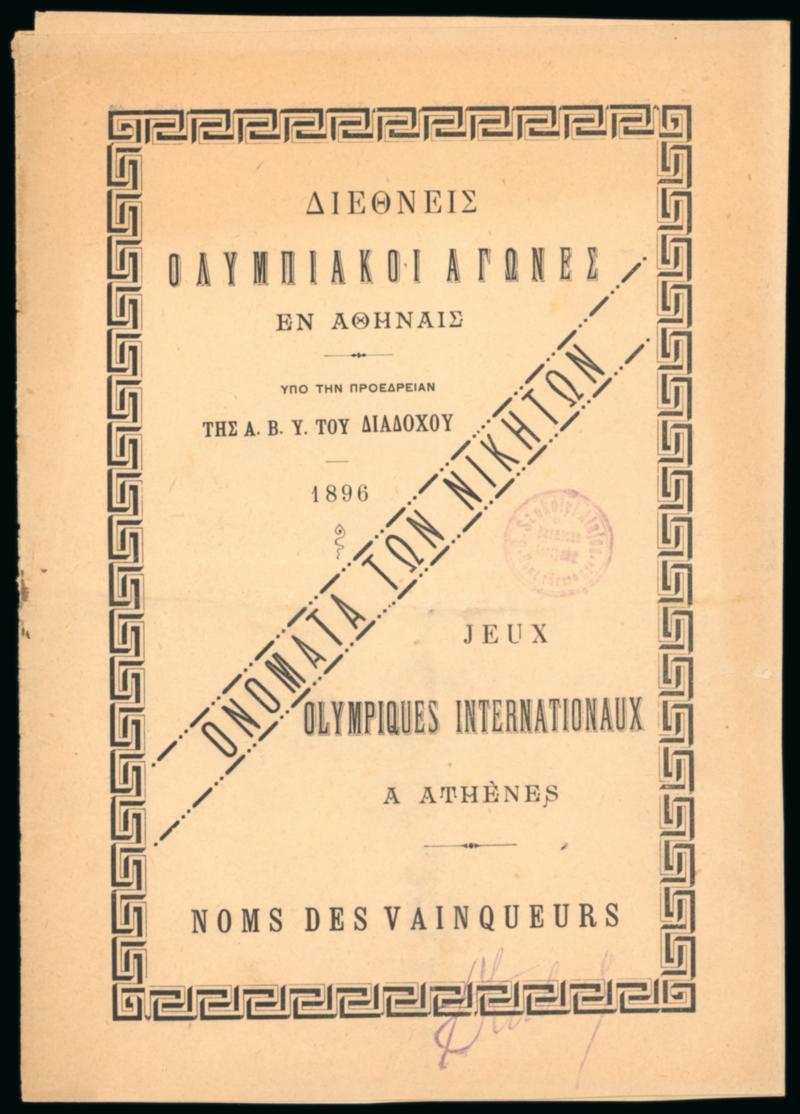 ΔΙΕΘΝΕΙΣ
ΟΛΥΜΠΙΑΚΟΙ ΑΓΩΝΕΣ
ΕΝ ΑΘΗΝΑΙΣ
ΥΠΟ ΤΗΝ ΠΡΟΕΔΡΕΙΑΝ
ΤΗΣ Α. Β. Υ. ΤΟΥ ΔΙΑΔΟΧΟΥ
1896
ΟΝΟΜΑΤΑ ΤΩΝ ΝΙΚΗΤΩΝ
JEUX
OLYMPIQUES INTERNATIONAUX
A ATHÈNES
NOMS DES VAINQUEURS